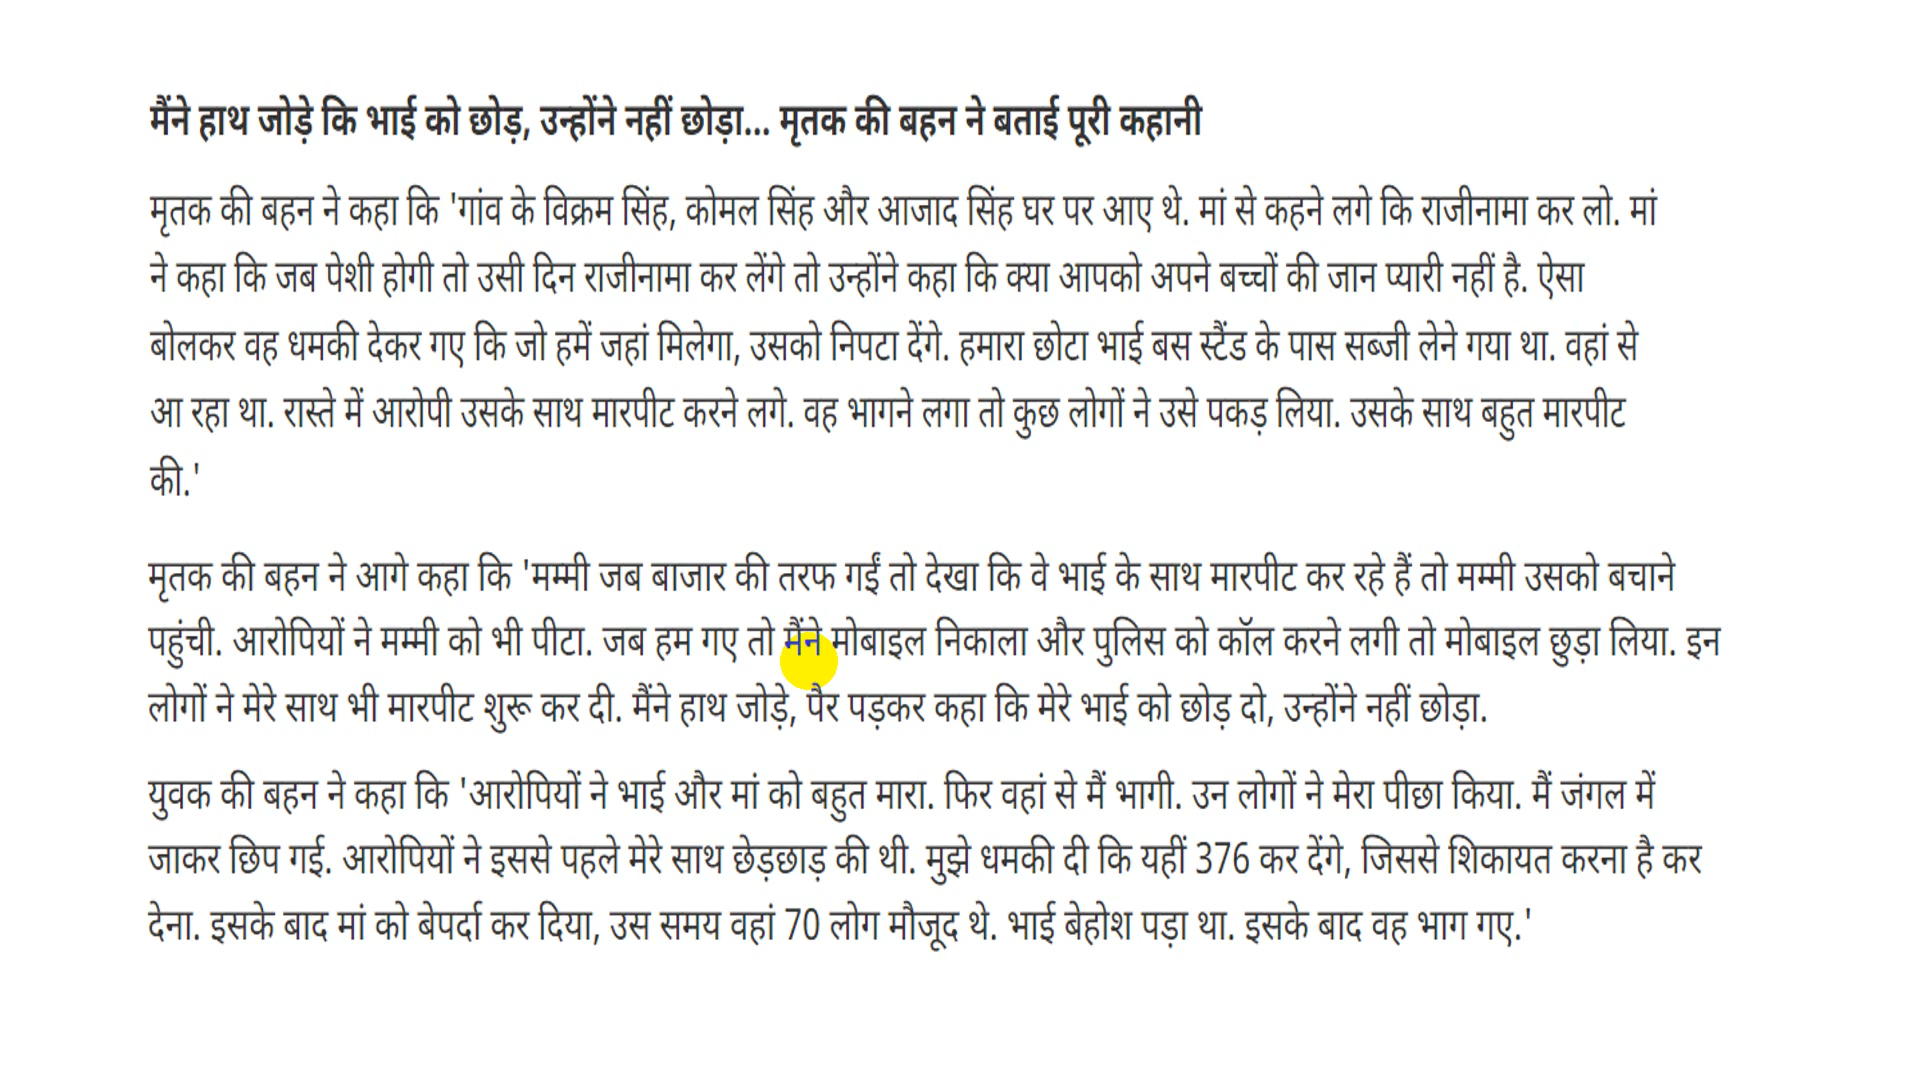 मैंने हाथ जोड़े कि भाई को छोड़, उन्होंने नहीं छोड़ा... मृतक की बहन ने बताई पूरी कहानी
मृतक की बहन ने कहा कि 'गांव के विक्रम सिंह, कोमल सिंह और आजाद सिंह घर पर आए थे. मां से कहने लगे कि राजीनामा कर लो. मां
ने कहा कि जब पेशी होगी तो उसी दिन राजीनामा कर लेंगे तो उन्होंने कहा कि क्या आपको अपने बच्चों की जान प्यारी नहीं है. ऐसा
बोलकर वह धमकी देकर गए कि जो हमें जहां मिलेगा, उसको निपटा देंगे. हमारा छोटा भाई बस स्टैंड के पास सब्जी लेने गया था. वहां से
आ रहा था. रास्ते में आरोपी उसके साथ मारपीट करने लगे. वह भागने लगा तो कुछ लोगों ने उसे पकड़ लिया. उसके साथ बहुत मारपीट
की.'
मृतक की बहन ने आगे कहा कि 'मम्मी जब बाजार की तरफ गईं तो देखा कि वे भाई के साथ मारपीट कर रहे हैं तो मम्मी उसको बचाने
पहुंची. आरोपियों ने मम्मी को भी पीटा. जब हम गए तो मैंने मोबाइल निकाला और पुलिस को कॉल करने लगी तो मोबाइल छुड़ा लिया. इन
लोगों ने मेरे साथ भी मारपीट शुरू कर दी. मैंने हाथ जोड़े, पैर पड़कर कहा कि मेरे भाई को छोड़ दो, उन्होंने नहीं छोड़ा.
युवक की बहन ने कहा कि 'आरोपियों ने भाई और मां को बहुत मारा. फिर वहां से मैं भागी. उन लोगों ने मेरा पीछा किया. मैं जंगल में
जाकर छिप गई. आरोपियों ने इससे पहले मेरे साथ छेड़छाड़ की थी. मुझे धमकी दी कि यहीं 376 कर देंगे, जिससे शिकायत करना है कर
देना. इसके बाद मां को बेपर्दा कर दिया, उस समय वहां 70 लोग मौजूद थे. भाई बेहोश पड़ा था. इसके बाद वह भाग गए.'